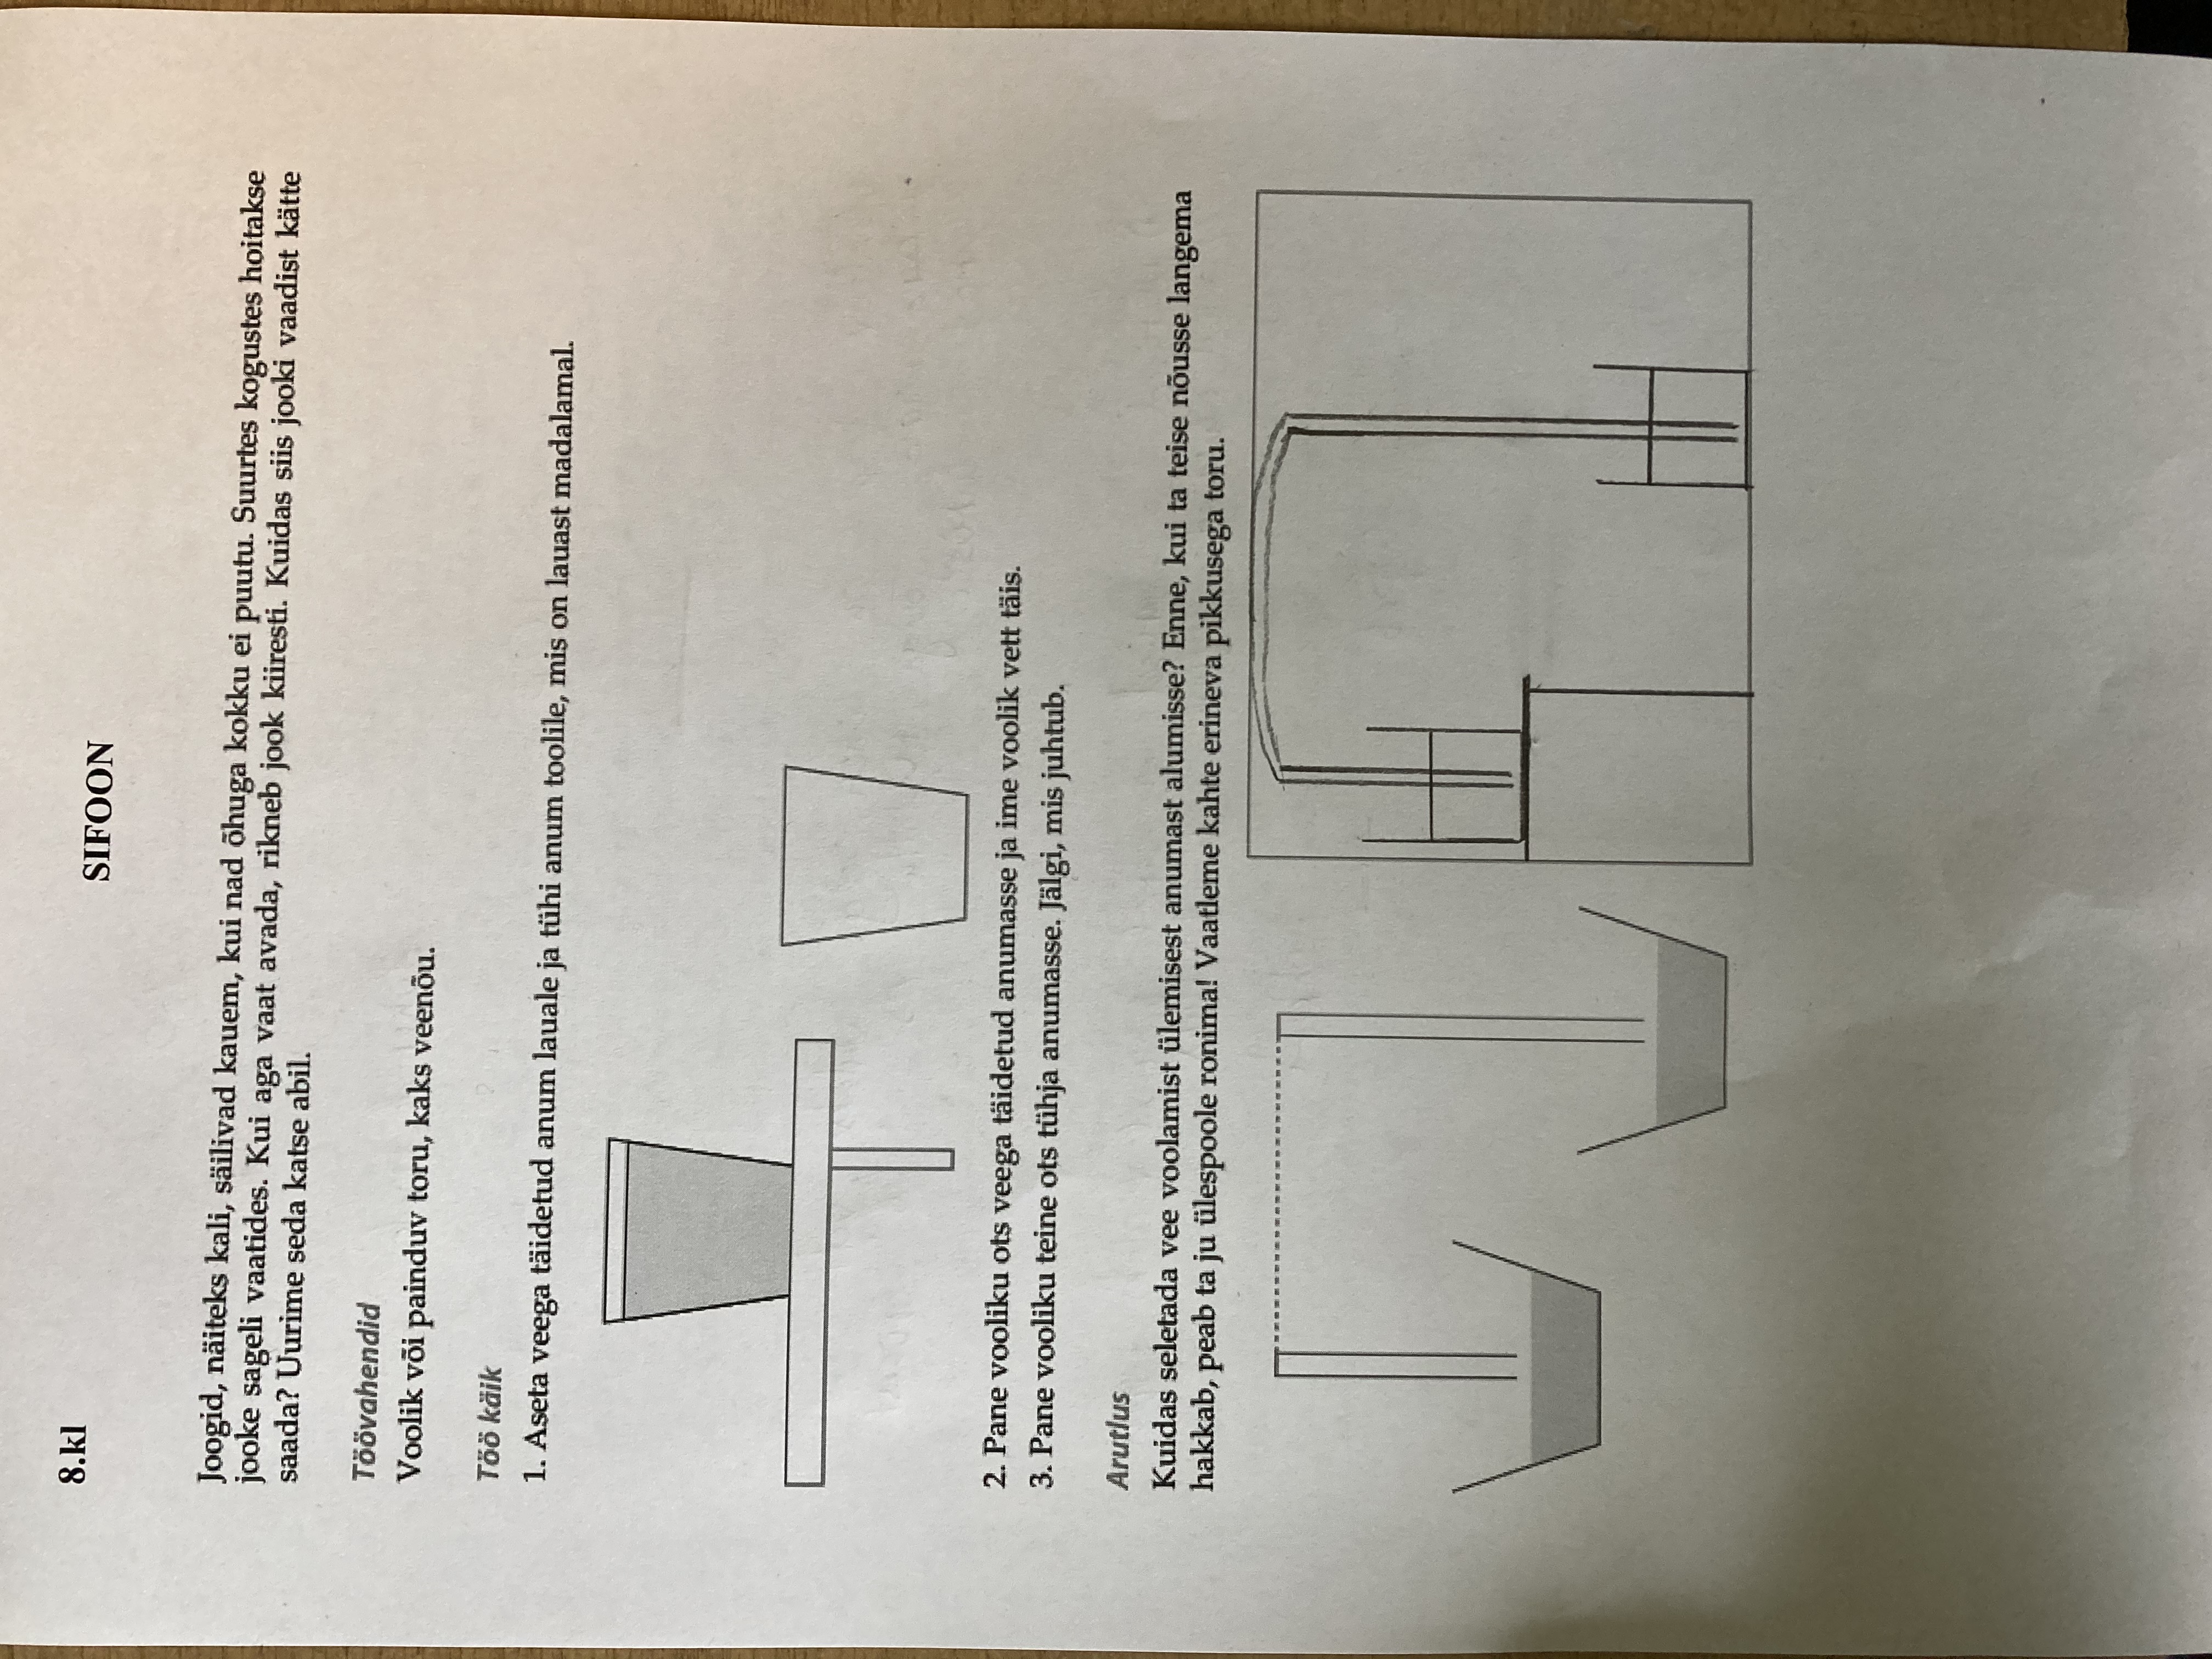 8.kl
SIFOON
Joogid, näiteks kali, säilivad kauem, kui nad õhuga kokku ei puutu. Suurtes kogustes hoitakse
jooke sageli vaatides. Kui aga vaat avada, rikneb jook kiiresti. Kuidas siis jooki vaadist kätte
saada? Uurime seda katse abil.
Töövahendid
Voolik või painduv toru, kaks veenõu.
Töö käik
1. Aseta veega täidetud anum lauale ja tühi anum toolile, mis on lauast madalamal.
2. Pane vooliku ots veega täidetud anumasse ja ime voolik vett täis.
3. Pane vooliku teine ots tühja anumasse. Jälgi, mis juhtub.
Arutlus
Kuidas seletada vee voolamist ülemisest anumast alumisse? Enne, kui ta teise nõusse langema
hakkab, peab ta ju ülespoole ronima! Vaatleme kahte erineva pikkusega toru.